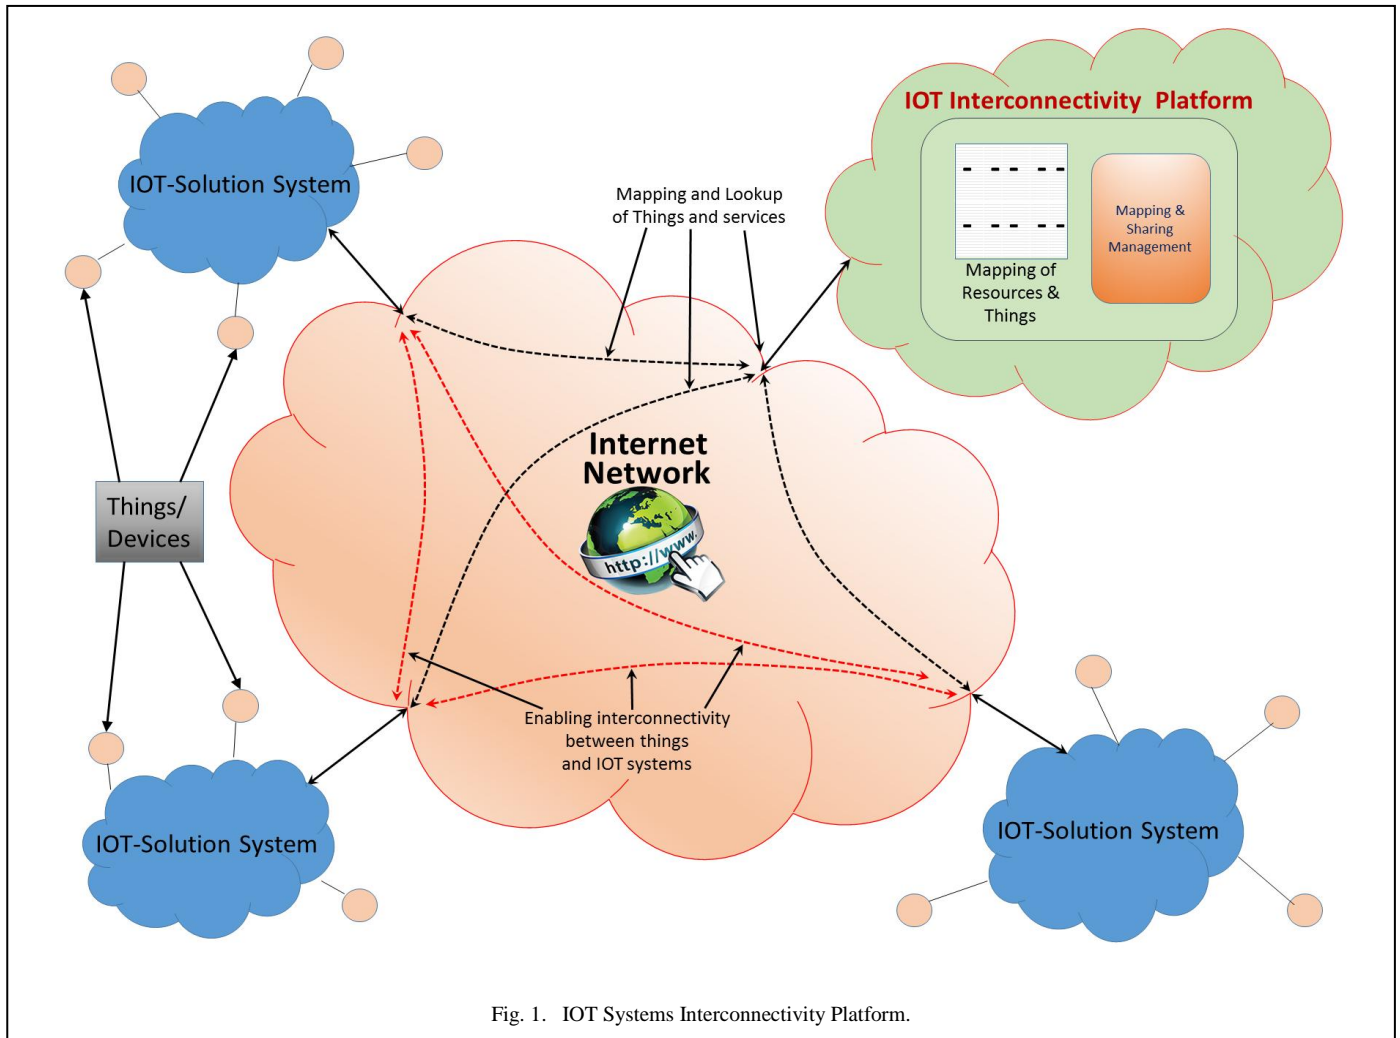 IOT Interconnectivity Platform
IOT-Solution System
Mapping and Lookup
of Things and services
Mapping &
Sharing
Management
Mapping of
Resources &
Things
Internet
Network
http://www.
Things/
Devices
Enabling interconnectivity
between things
and IOT systems
IOT-Solution System
IOT-Solution System
Fig. 1. IOT Systems Interconnectivity Platform.